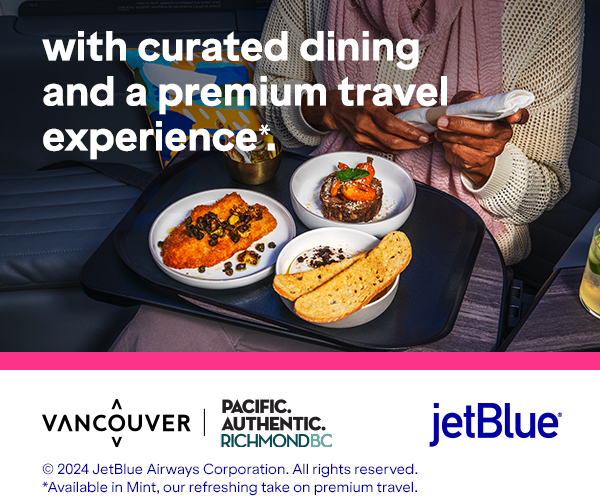 with curated dining
and a premium travel
experience*.
VANCOUVER
PACIFIC.
AUTHENTIC.
RICHMONDBC
jetBlue®
© 2024 JetBlue Airways Corporation. All rights reserved.
*Available in Mint, our refreshing take on premium travel.